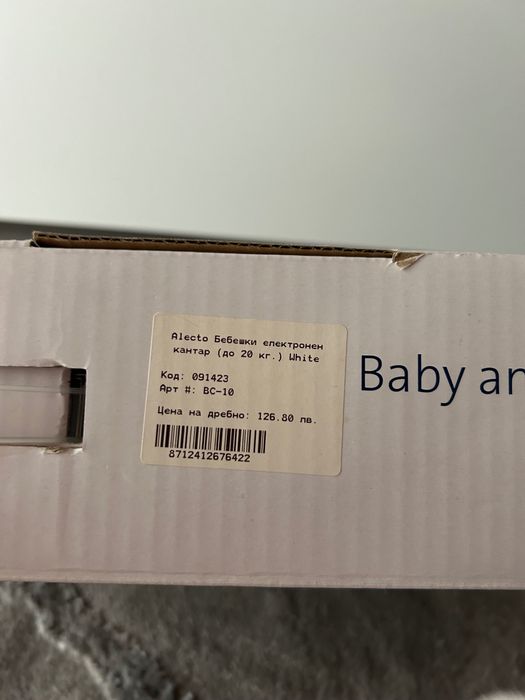 Alecto Бебешки електронен
кантар (до 20 кг.) White
Код: 091423
Арт #: BC-10
Цена на дребно: 126.80 лв.
8712412676422
Baby an